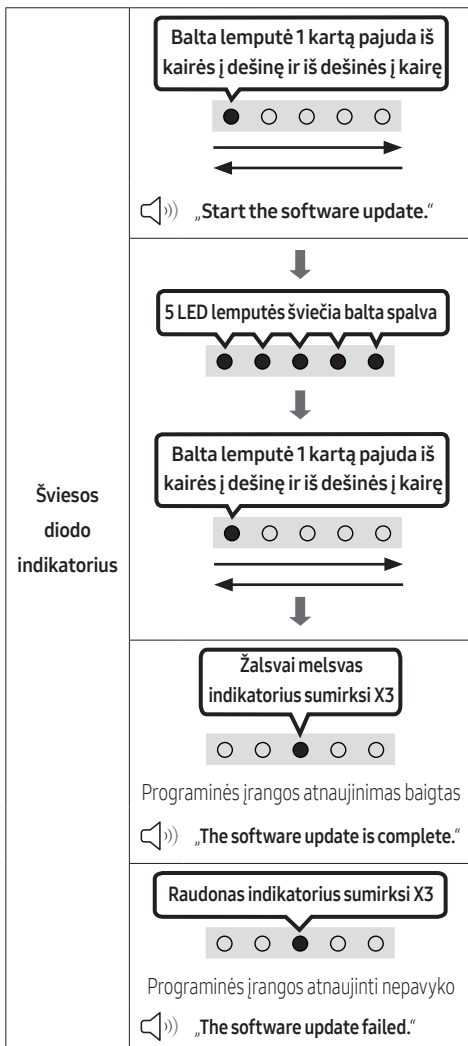 Šviesos
diodo
indikatorius
Balta lemputė 1 kartą pajuda iš
kairės į dešinę ir iš dešinės į kairę
„Start the software update.“
5 LED lemputės šviečia balta spalva
Balta lemputė 1 kartą pajuda iš
kairės į dešinę ir iš dešinės į kairę
Žalsvai melsvas
indikatorius sumirksi X3
Programinės įrangos atnaujinimas baigtas
„The software update is complete.“
Raudonas indikatorius sumirksi X3
Programinės įrangos atnaujinti nepavyko
„The software update failed.“